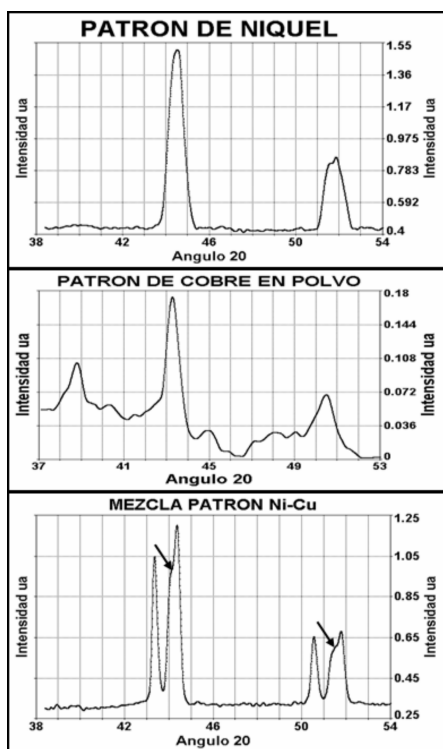 PATRON DE NIQUEL
Intensidad ua
1.55
1.36
1.17
0.975
0.783
0.592
0.4
Intensidad ua
38 42 46 50 54
Angulo 20
PATRON DE COBRE EN POLVO
Intensidad ua
0.18
0.144
0.108
0.072
0.036
0
Intensidad ua
37 41 45 49 53
Angulo 20
MEZCLA PATRON Ni-Cu
Intensidad ua
1.25
1.05
0.85
0.65
0.45
0.25
Intensidad ua
38 42 46 50 54
Angulo 20